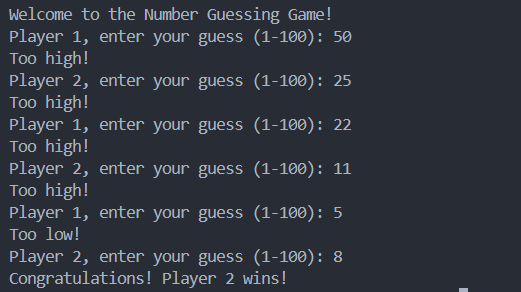 Welcome to the Number Guessing Game!
Player 1, enter your guess (1-100): 50
Too high!
Player 2, enter your guess (1-100): 25
Too high!
Player 1, enter your guess (1-100): 22
Too high!
Player 2, enter your guess (1-100): 11
Too high!
Player 1, enter your guess (1-100): 5
Too low!
Player 2, enter your guess (1-100): 8
Congratulations! Player 2 wins!